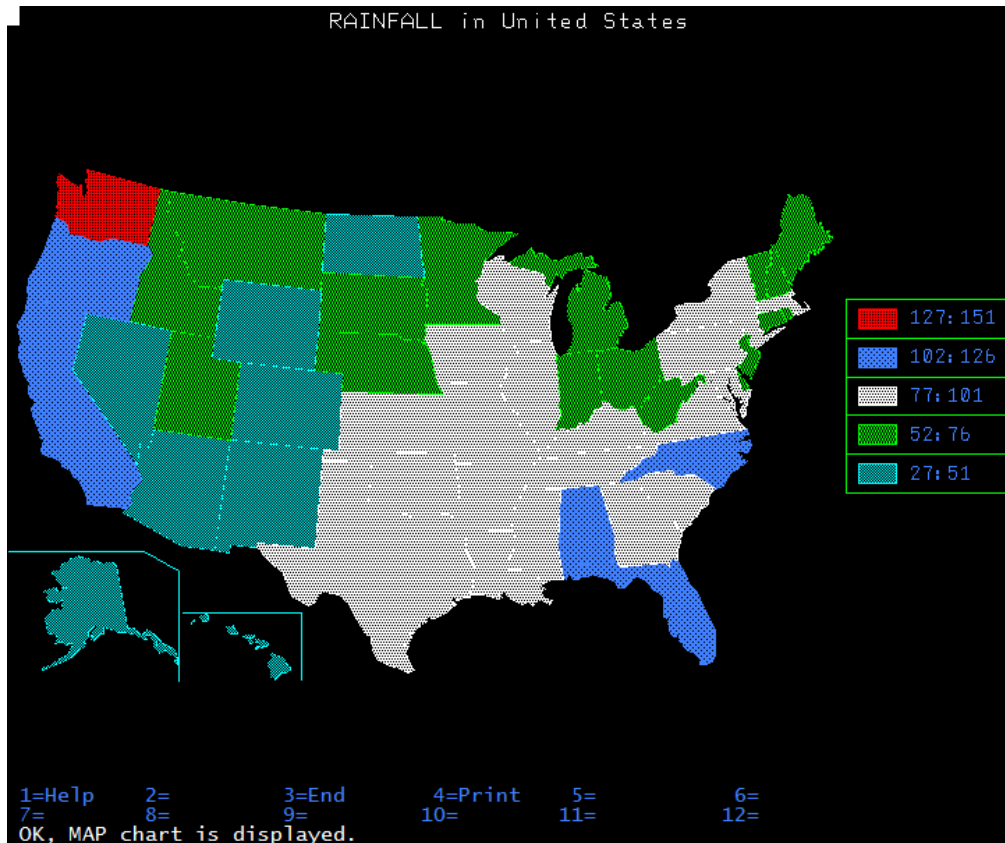 RAINFALL in United States
127:151
102:126
77:101
52:76
27:51
1=Help 2= 3=End 4=Print 5= 6=
7= 8= 9= 10= 11= 12=
OK, MAP chart is displayed.